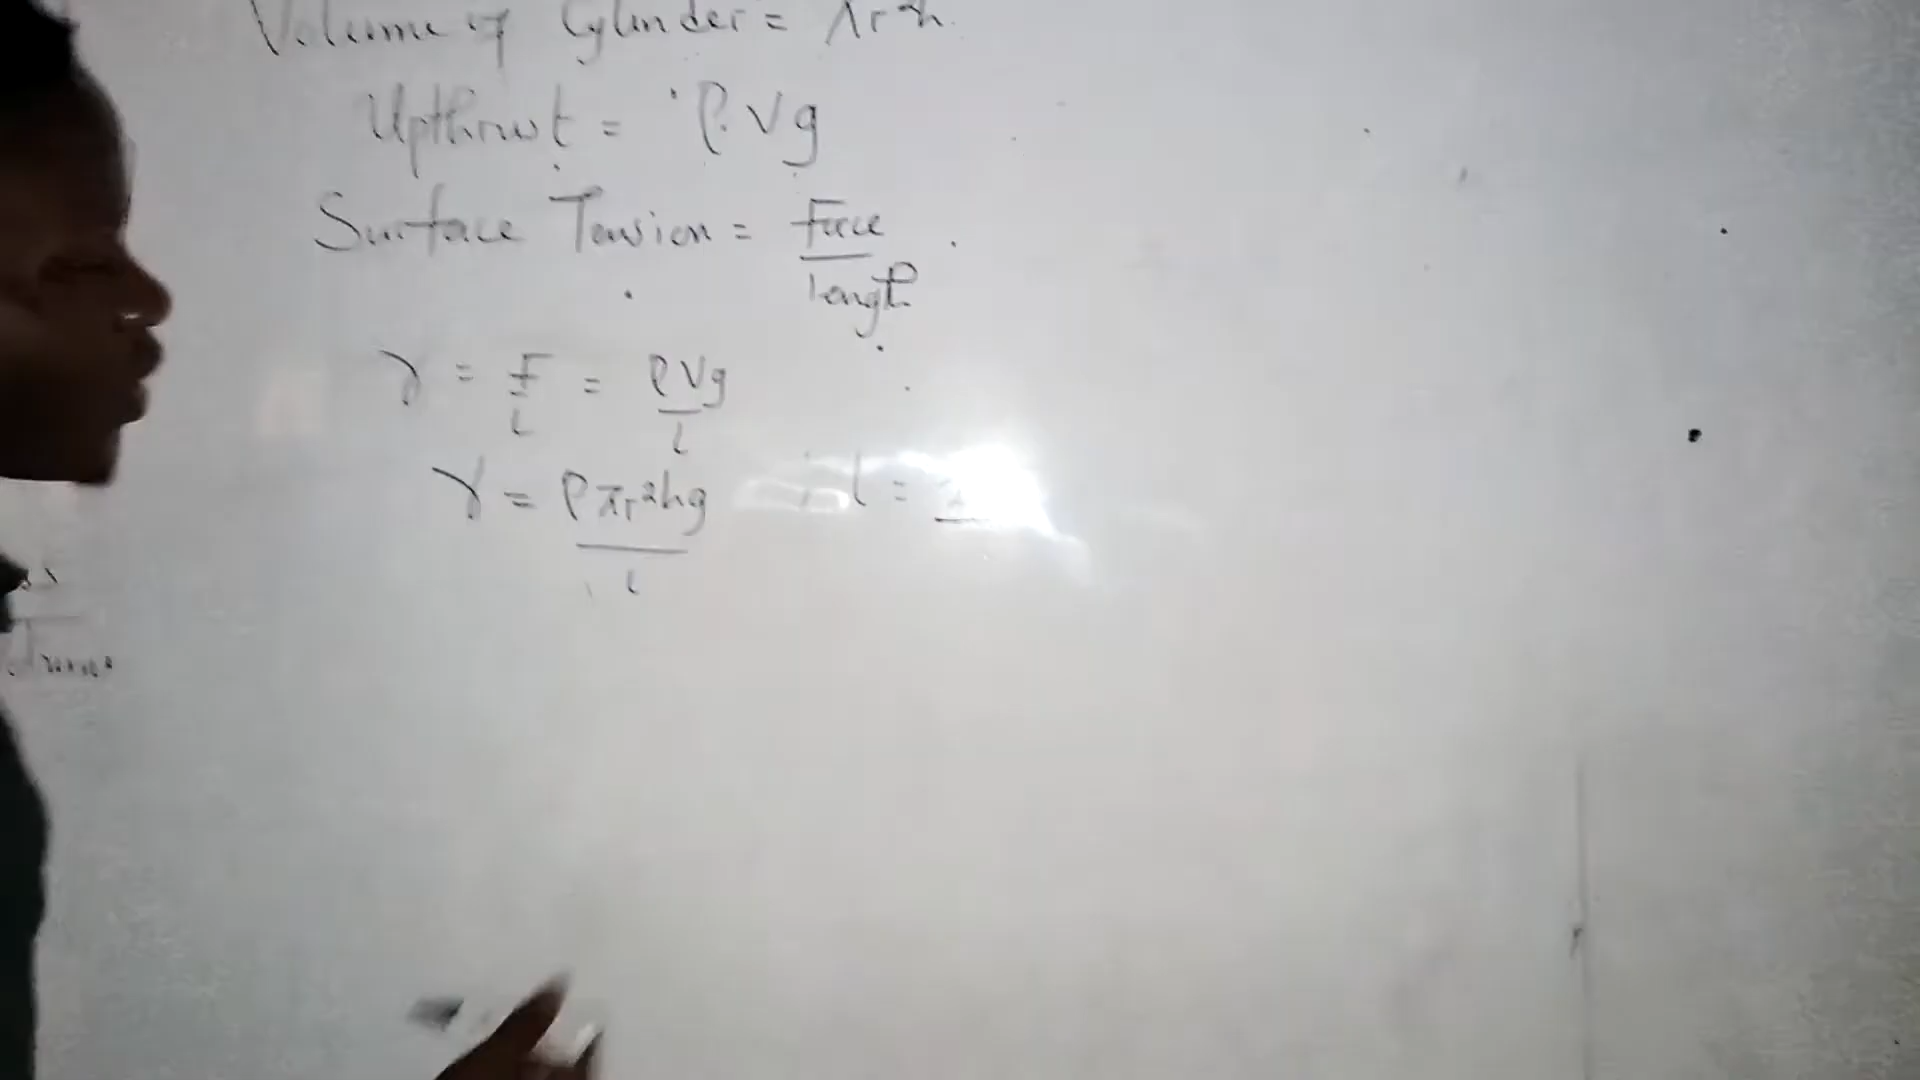 Volume of Cylinder = πr²h
Upthrust = ρVg
Surface Tension = Force
length
γ = F = ρVg
L l
γ = ρπr²hg ; l =
l